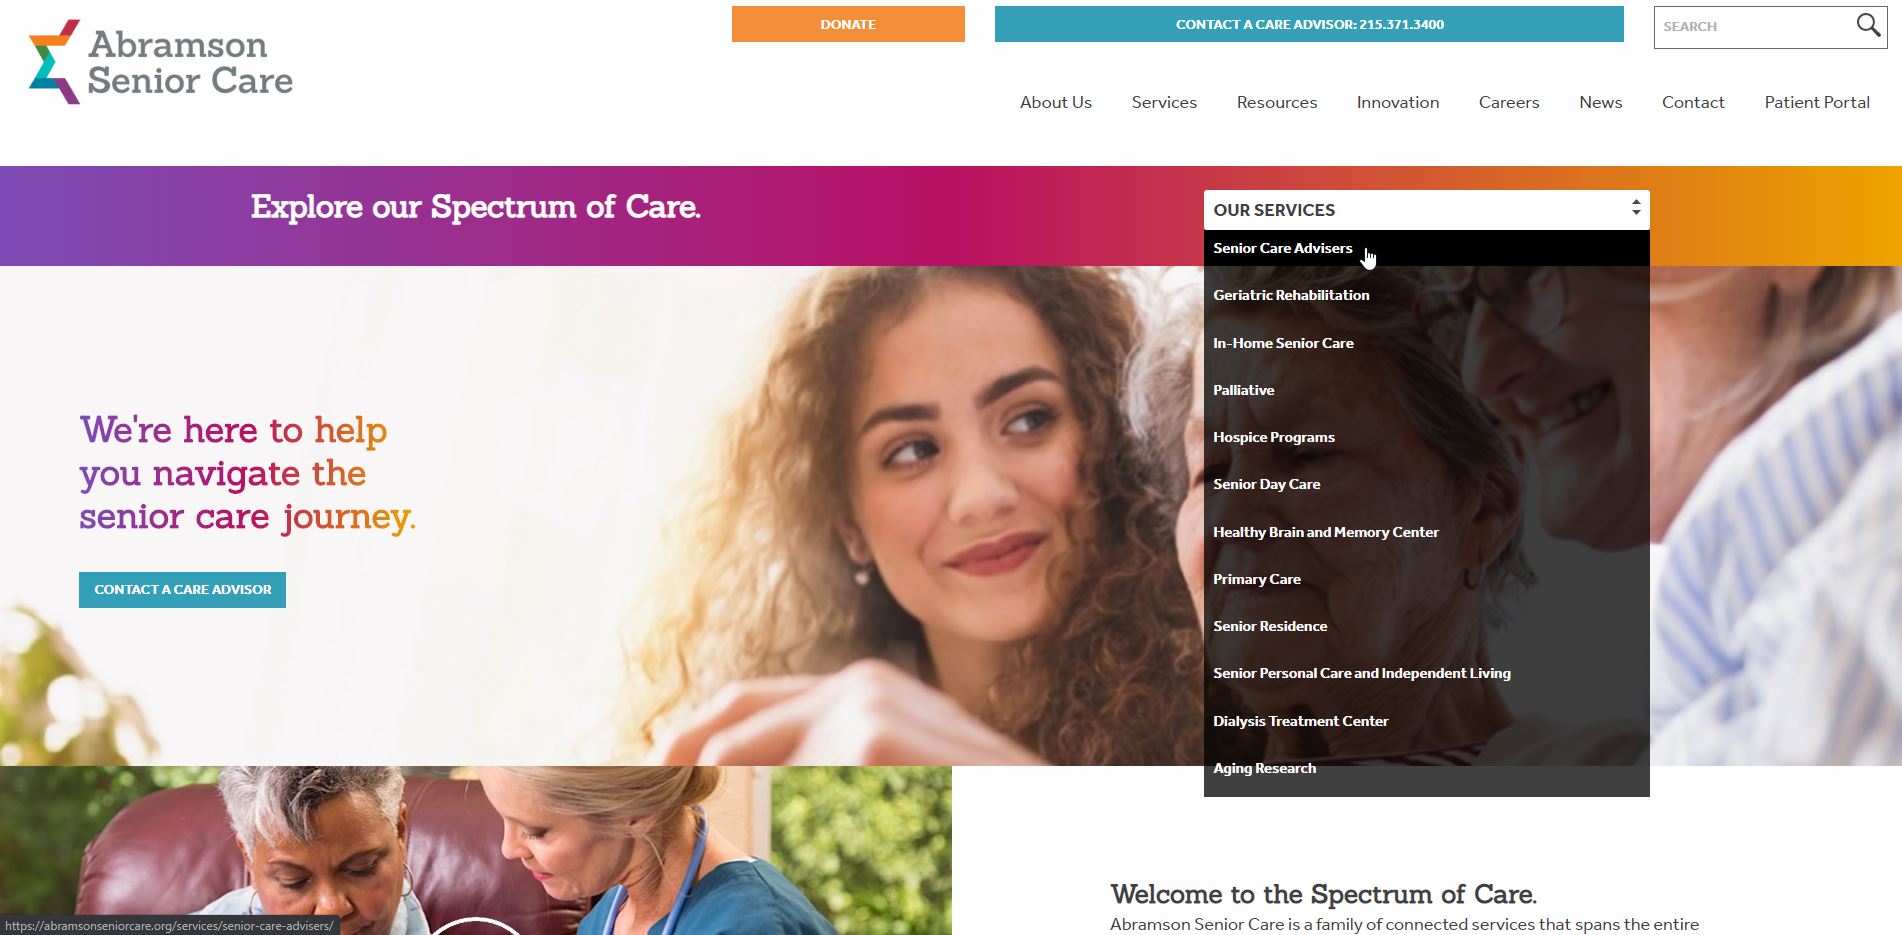 Abramson
Senior Care
DONATE
CONTACT A CARE ADVISOR: 215.371.3400
SEARCH
About Us
Services
Resources
Innovation
Careers
News
Contact
Patient Portal
Explore our Spectrum of Care.
OUR SERVICES
Senior Care Advisers
Geriatric Rehabilitation
In-Home Senior Care
Palliative
Hospice Programs
Senior Day Care
Healthy Brain and Memory Center
Primary Care
Senior Residence
Senior Personal Care and Independent Living
Dialysis Treatment Center
Aging Research
We're here to help
you navigate the
senior care journey.
CONTACT A CARE ADVISOR
Welcome to the Spectrum of Care.
Abramson Senior Care is a family of connected services that spans the entire
https://abramsonseniorcare.org/services/senior-care-advisers/